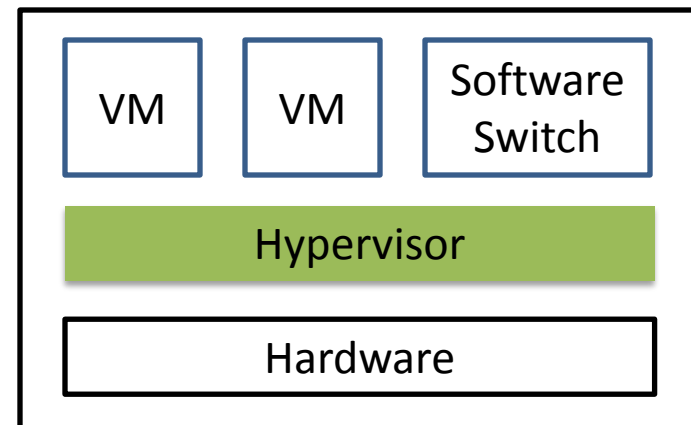 VM
VM
Software
Switch
Hypervisor
Hardware